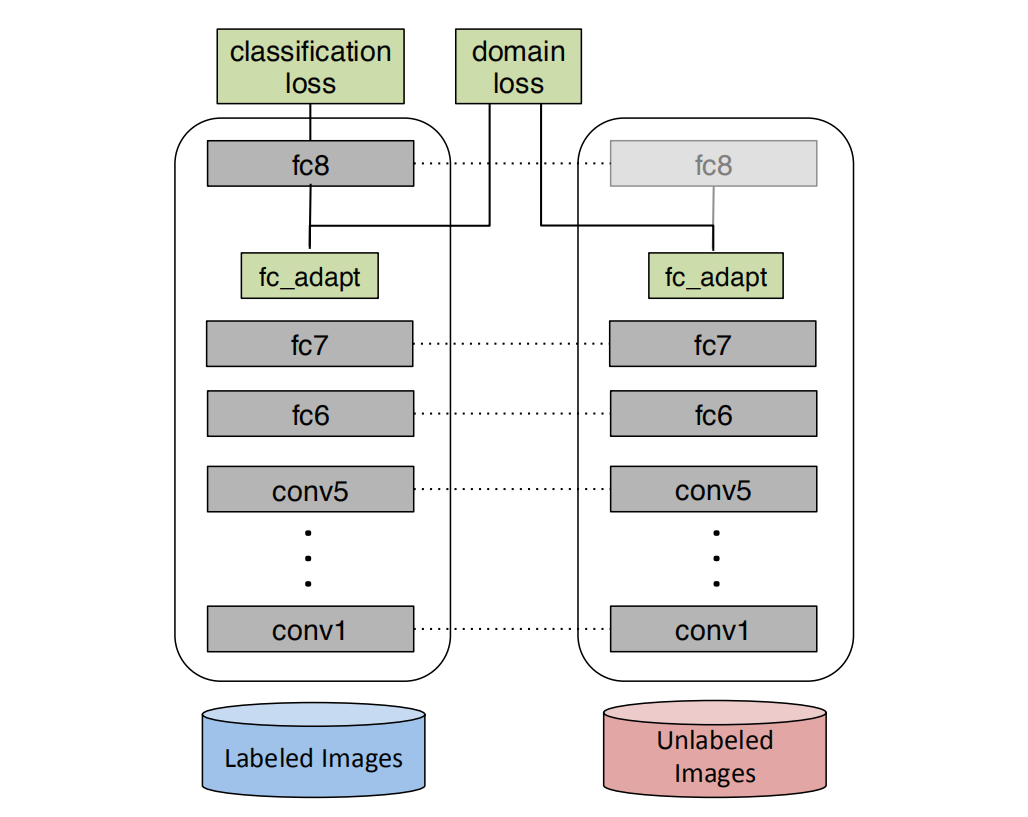 classification
loss
domain
loss
fc8
fc8
fc_adapt
fc_adapt
fc7
fc7
fc6
fc6
conv5
conv5
conv1
conv1
Labeled Images
Unlabeled
Images